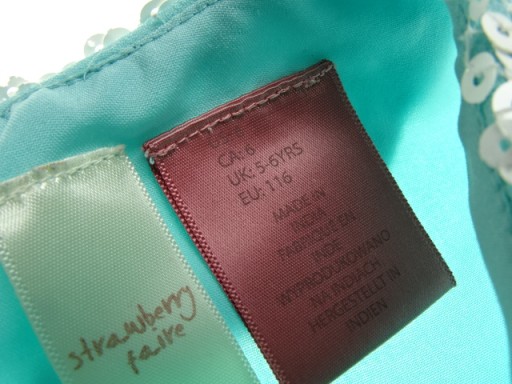 CA: 6
UK: 5-6YRS
EU: 116
MADE IN
INDIA
FABRIQUÉ EN
INDE
WYPRODUKOWANO
NA INDIACH
HERGESTELLT IN
INDIEN
strawberry
faire